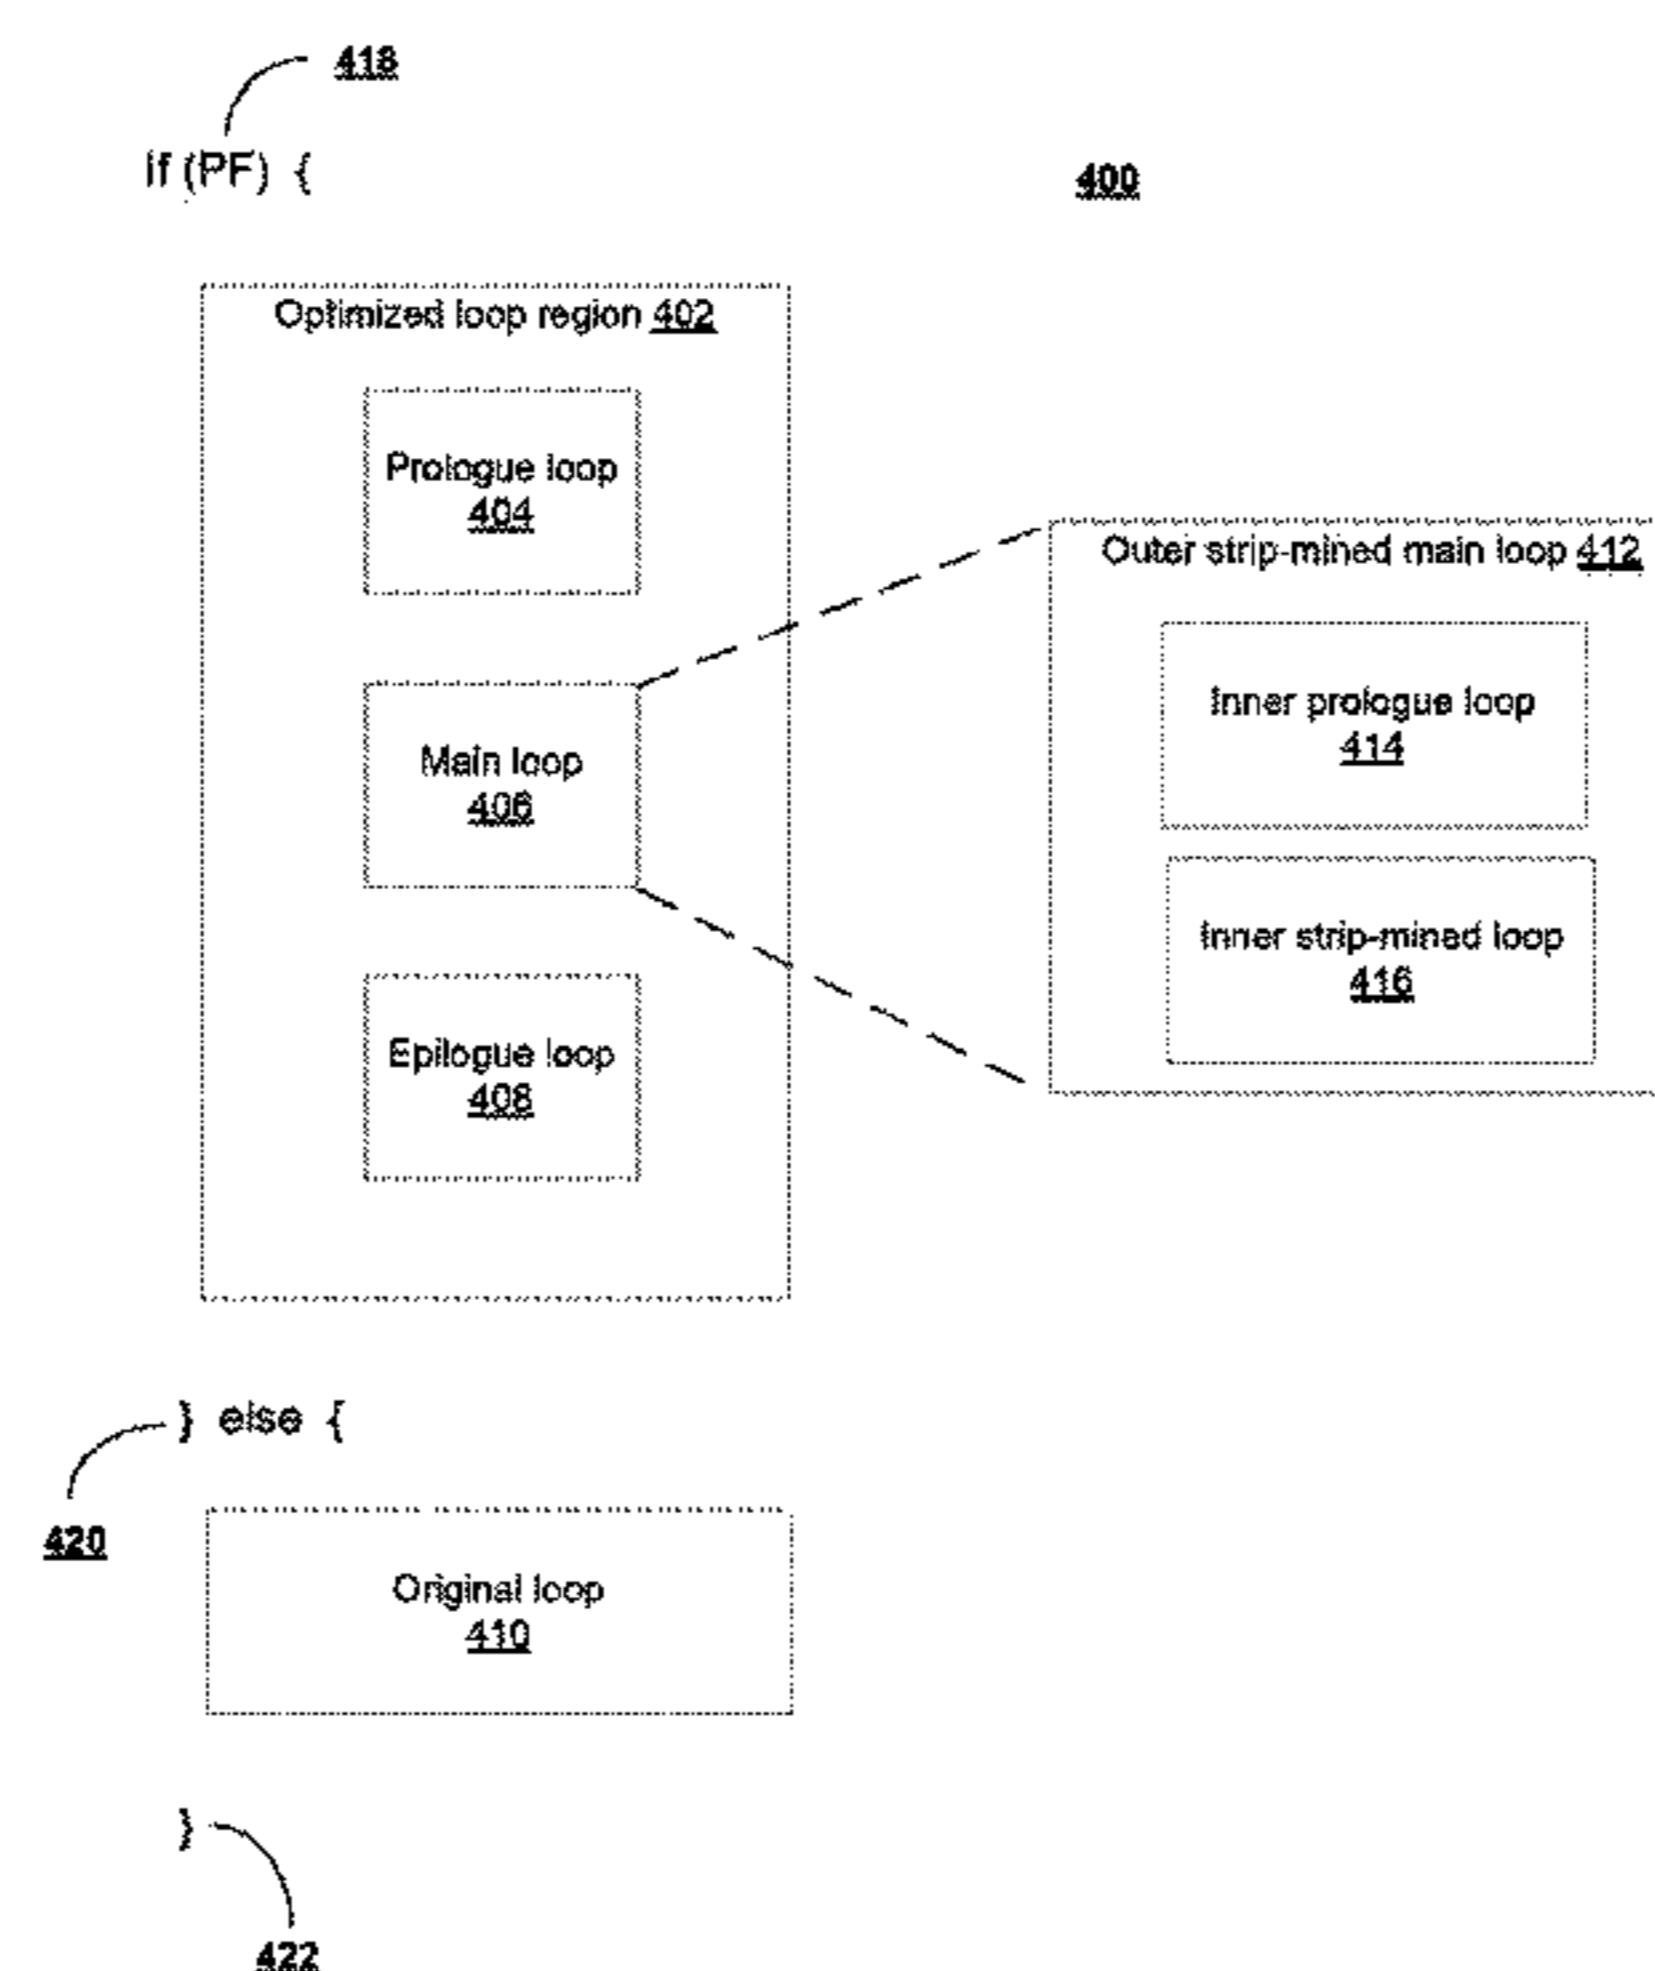 418
if (PF) {
400
Optimized loop region 402
Prologue loop
404
Outer strip-mined main loop 412
Inner prologue loop
414
Main loop
406
Inner strip-mined loop
416
Epilogue loop
408
} else {
420
Original loop
410
}
422